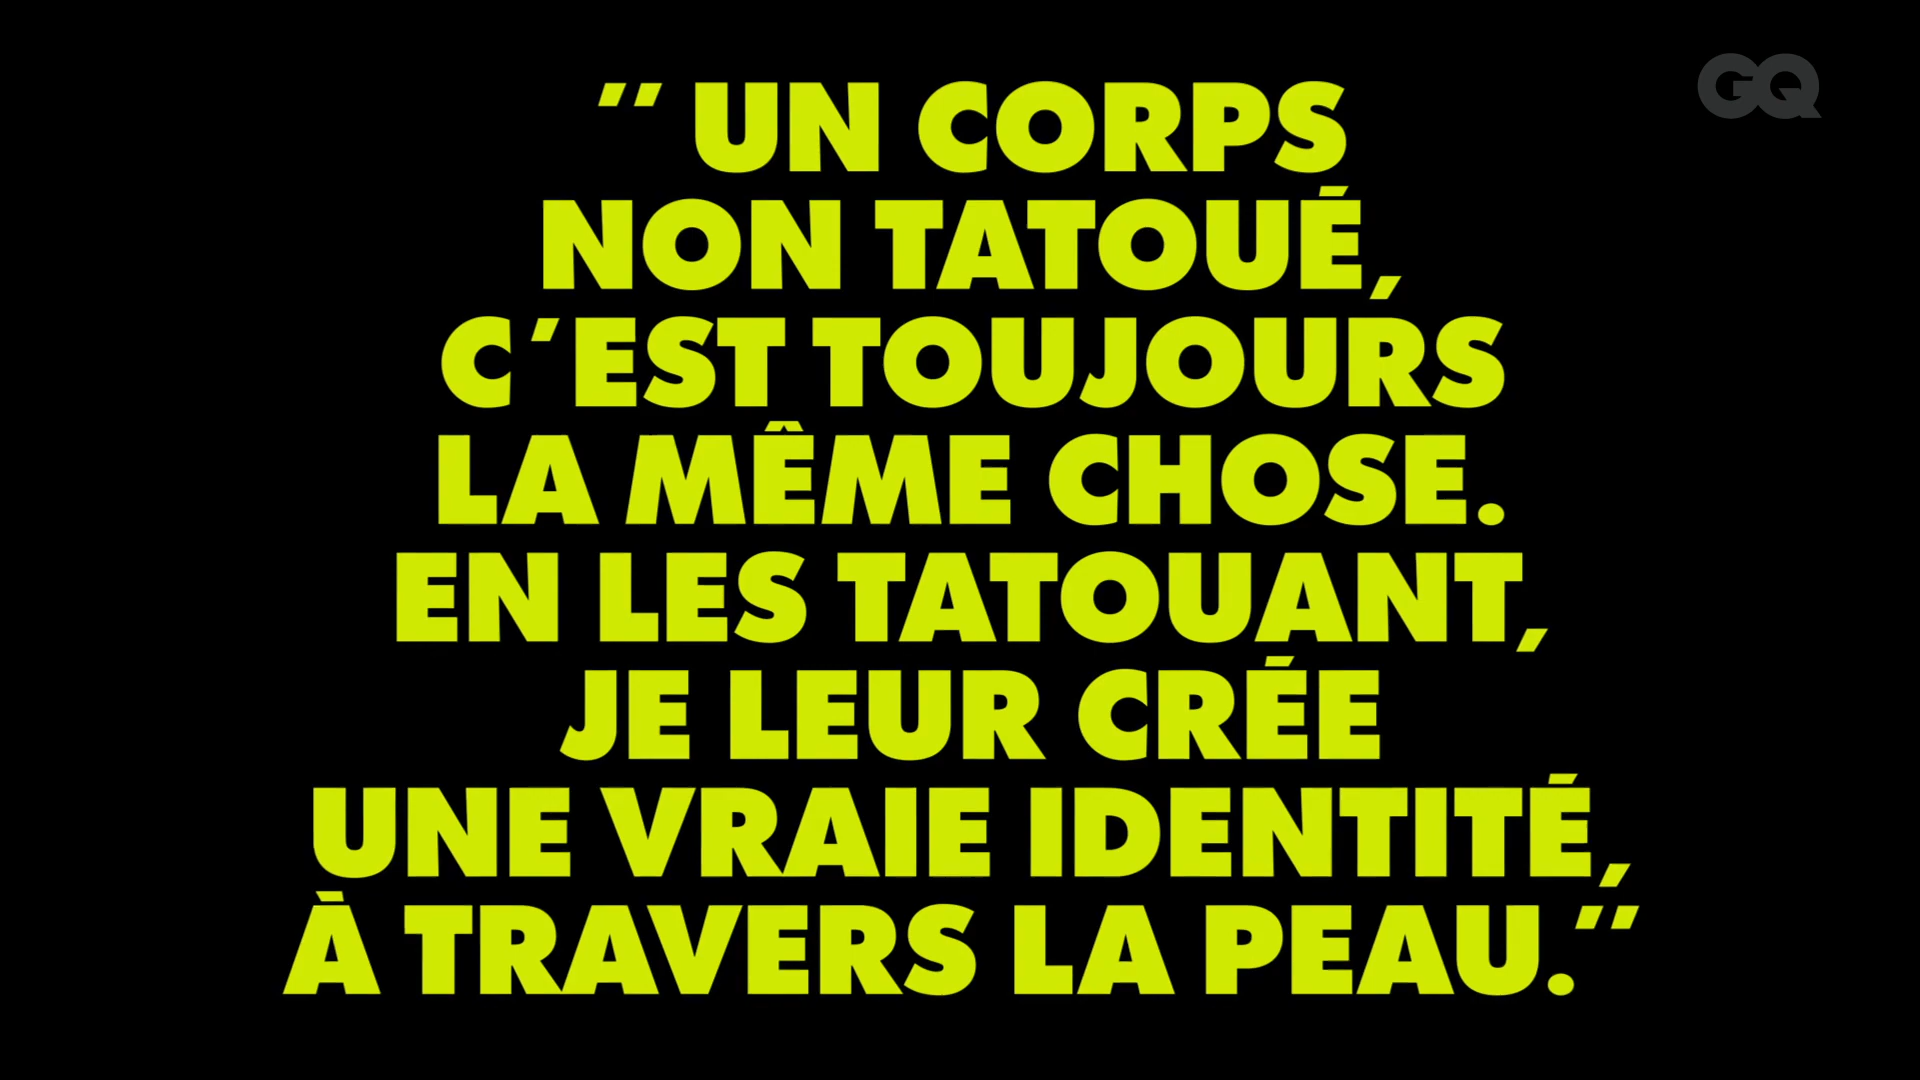 ’’ UN CORPS
GQ
NON TATOUÉ,
C’EST TOUJOURS
LA MÊME CHOSE.
EN LES TATOUANT,
JE LEUR CRÉE
UNE VRAIE IDENTITÉ,
À TRAVERS LA PEAU.’’